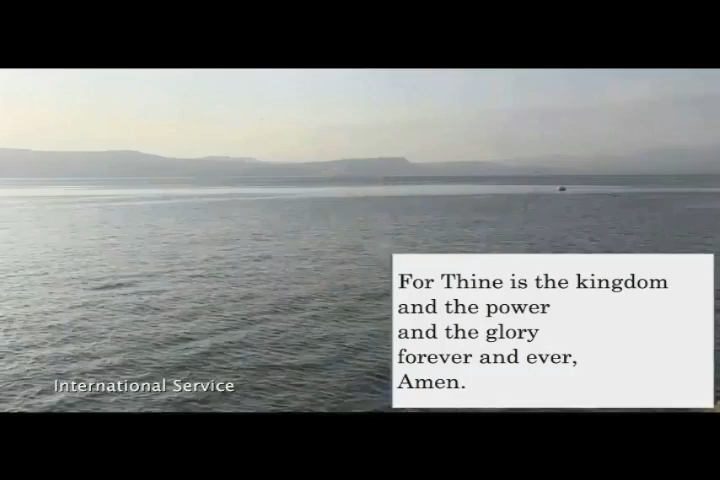 For Thine is the kingdom
and the power
and the glory
forever and ever,
Amen.
International Service